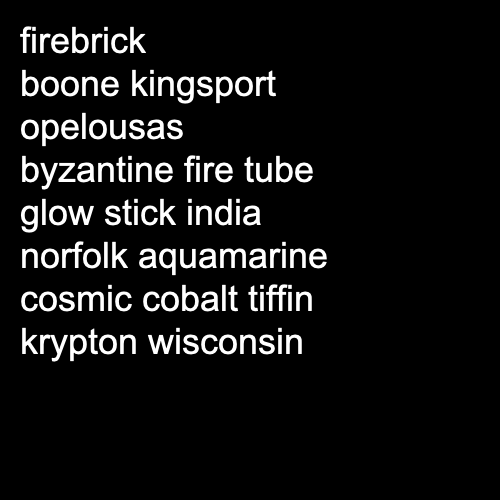 firebrick
boone kingsport
opelousas
byzantine fire tube
glow stick india
norfolk aquamarine
cosmic cobalt tiffin
krypton wisconsin